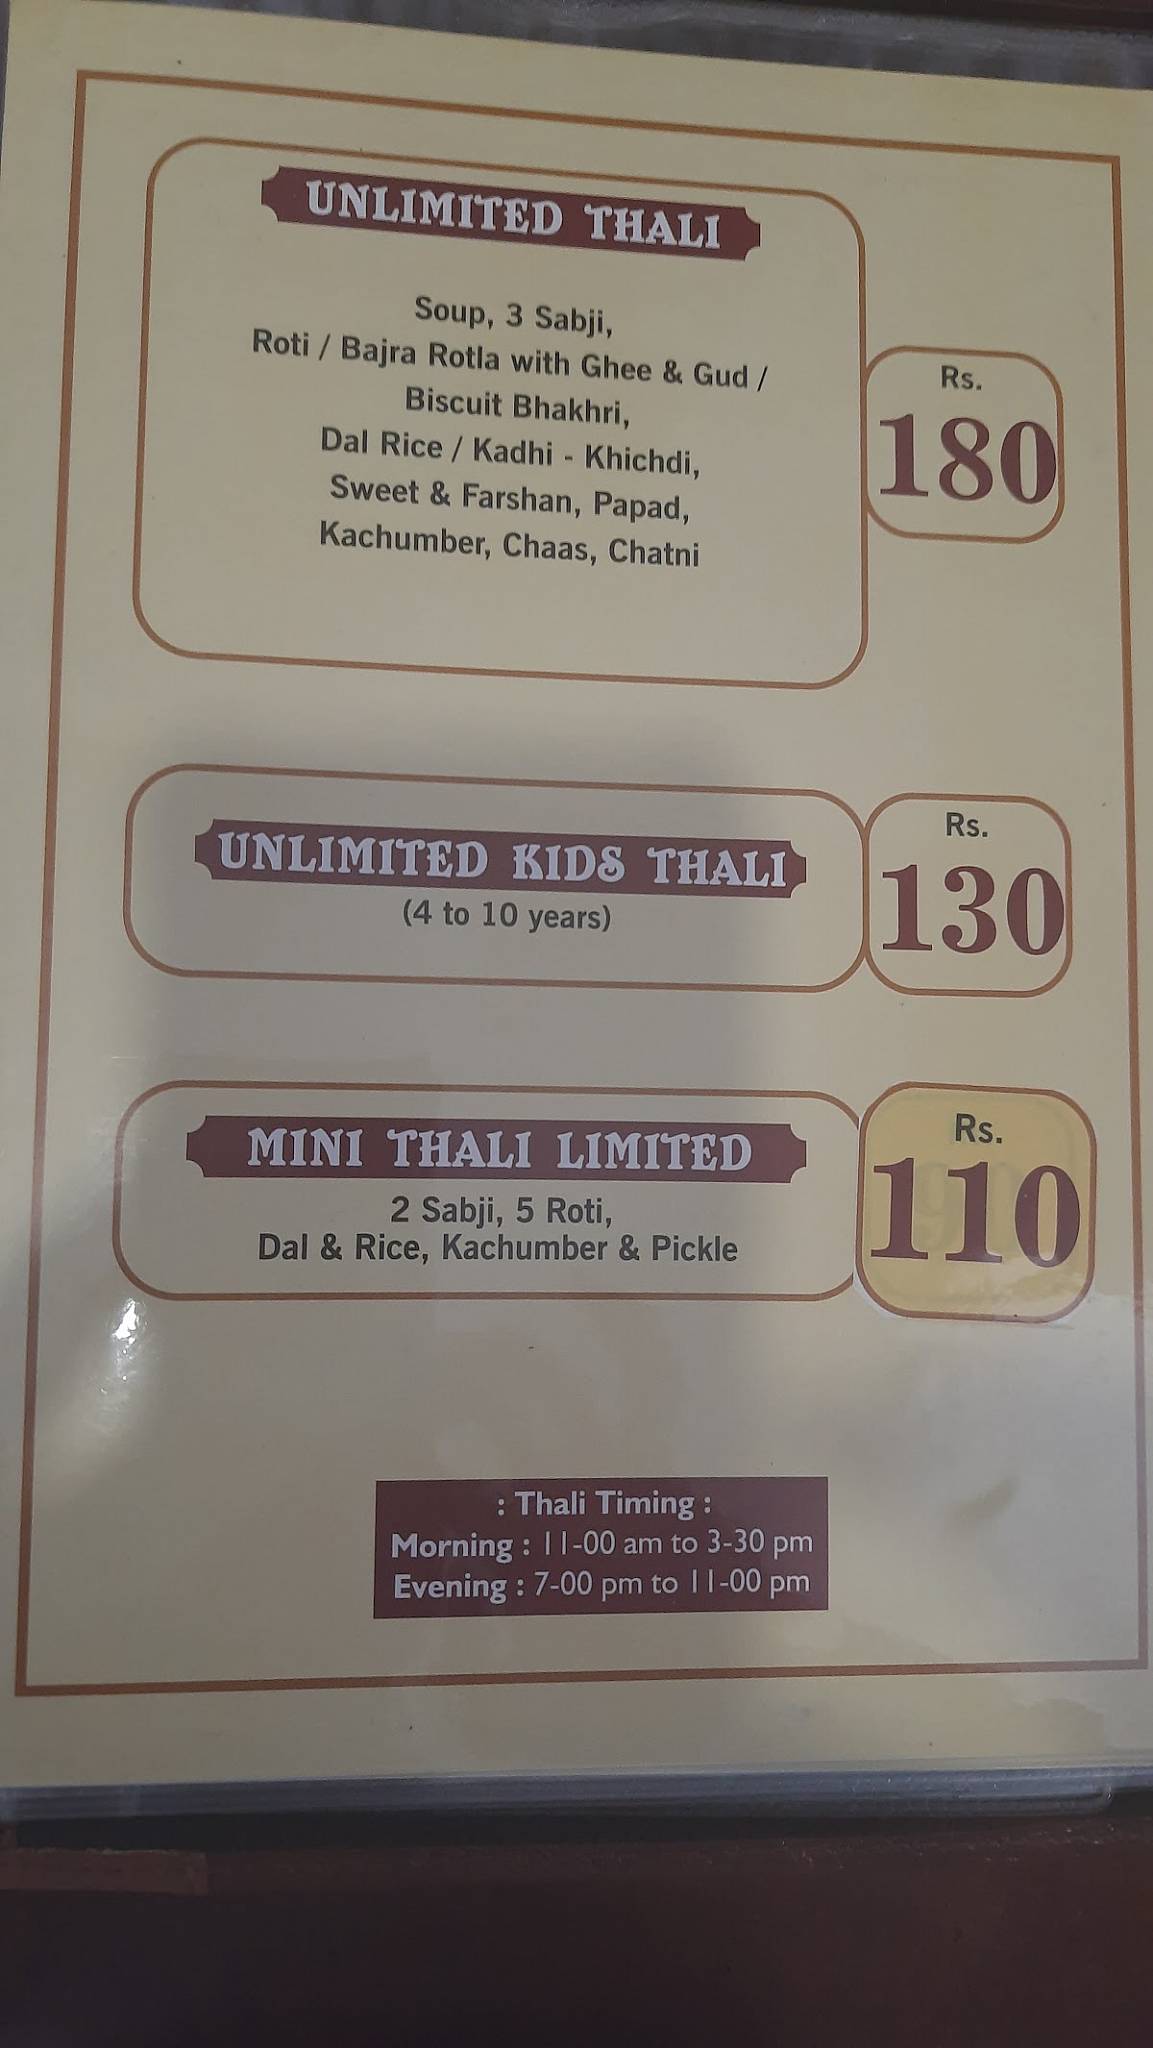 UNLIMITED THALI
Soup, 3 Sabji,
Roti / Bajra Rotla with Ghee & Gud /
Biscuit Bhakhri,
Dal Rice / Kadhi - Khichdi,
Sweet & Farshan, Papad,
Kachumber, Chaas, Chatni
Rs.
180
UNLIMITED KIDS THALI
(4 to 10 years)
Rs.
130
MINI THALI LIMITED
2 Sabji, 5 Roti,
Dal & Rice, Kachumber & Pickle
Rs.
110
: Thali Timing :
Morning : 11-00 am to 3-30 pm
Evening : 7-00 pm to 11-00 pm